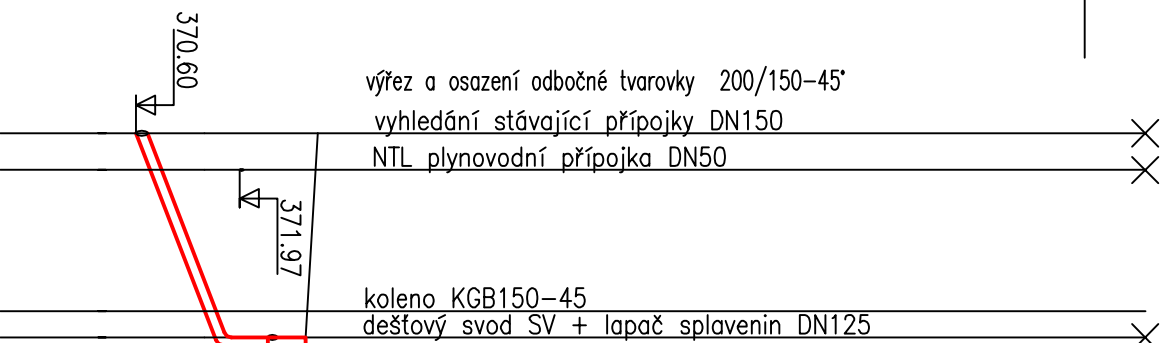 370.60
výřez a osazení odbočné tvarovky 200/150-45°
vyhledání stávající přípojky DN150
NTL plynovodní přípojka DN50
371.97
koleno KGB150-45
dešťový svod SV + lapač splavenin DN125